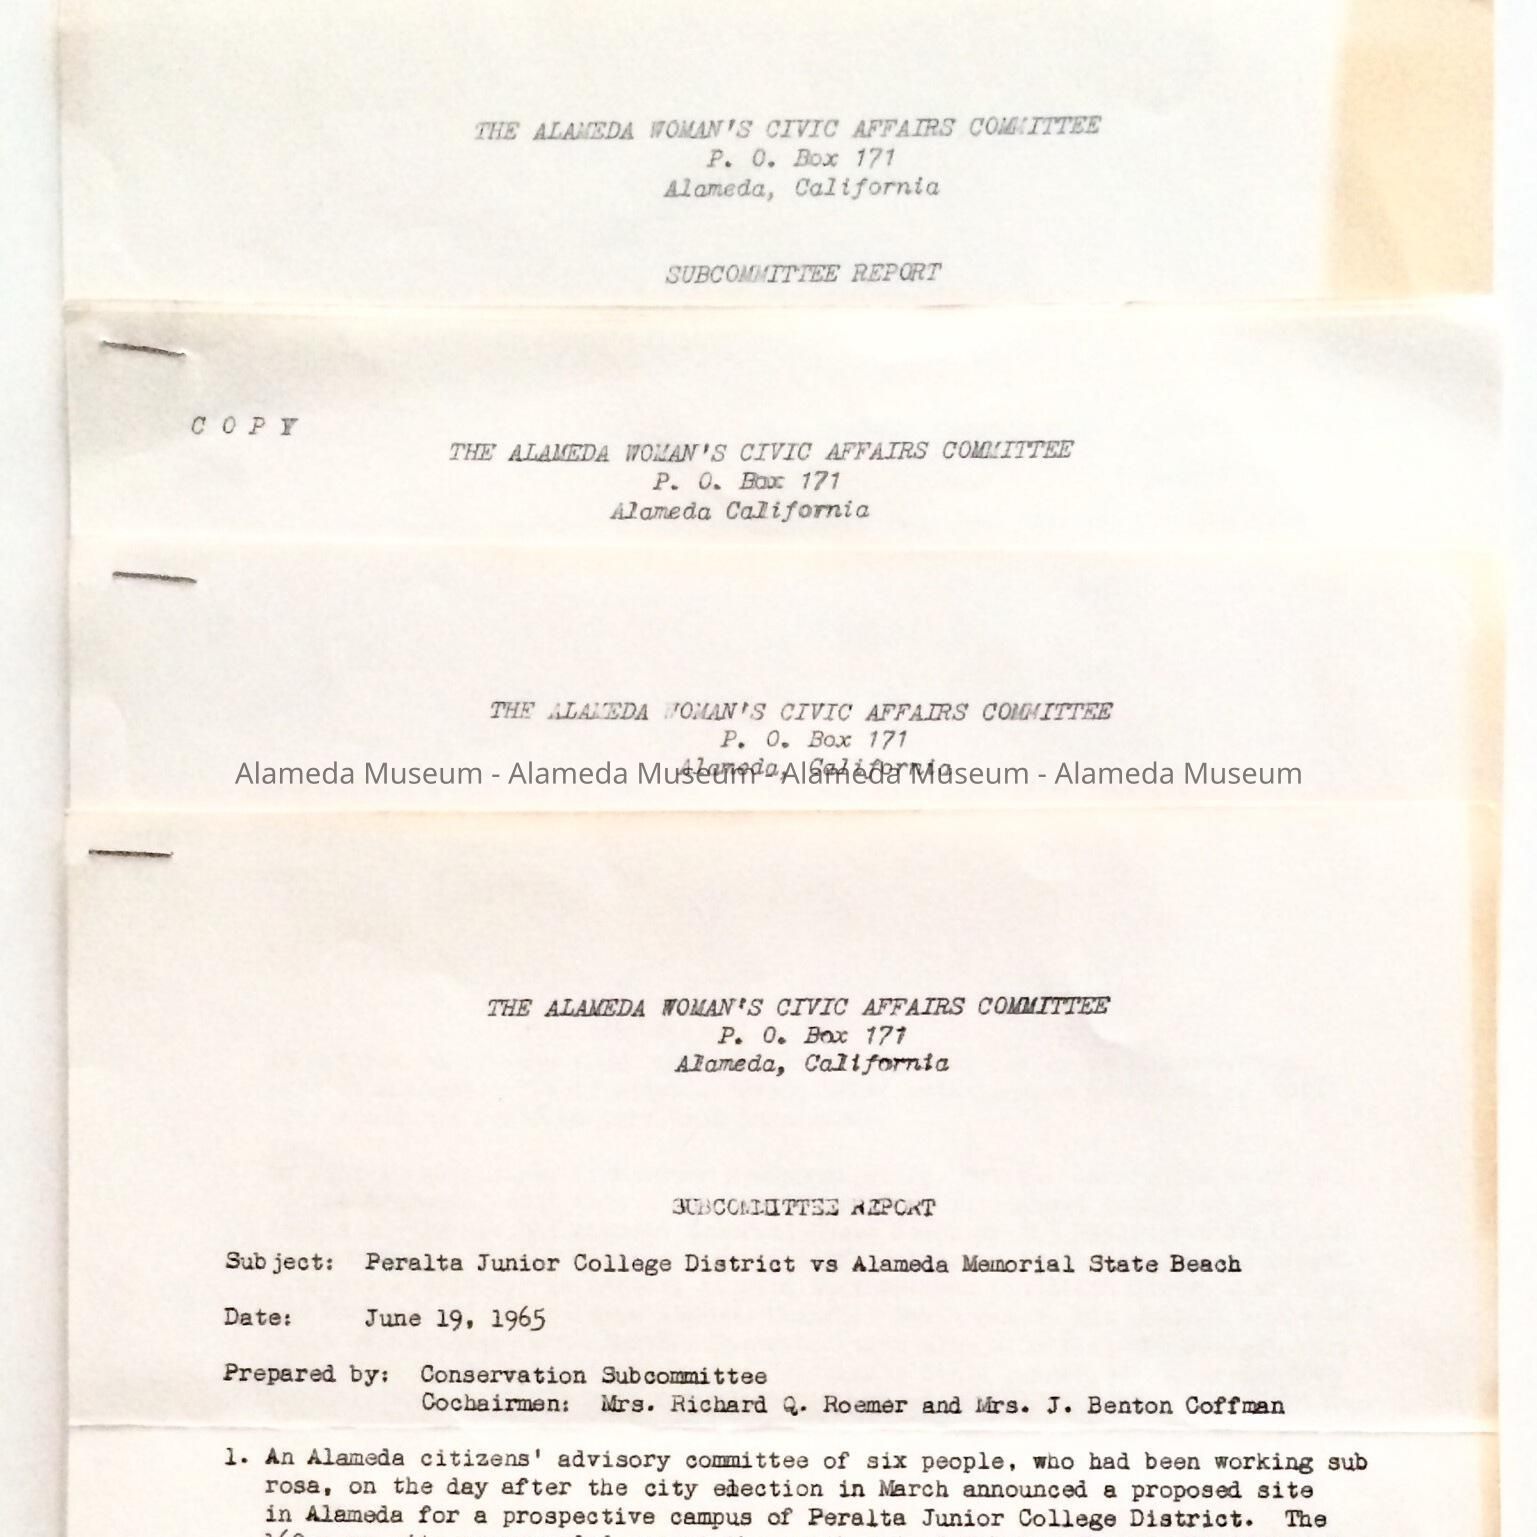 THE ALAMEDA WOMAN'S CIVIC AFFAIRS COMMITTEE
P. O. Box 171
Alameda, California
SUBCOMMITTEE REPORT
C O P Y
THE ALAMEDA WOMAN'S CIVIC AFFAIRS COMMITTEE
P. O. Box 171
Alameda California
THE ALAMEDA WOMAN'S CIVIC AFFAIRS COMMITTEE
P. O. Box 171
Alameda, California
Alameda Museum - Alameda Museum - Alameda Museum - Alameda Museum
THE ALAMEDA WOMAN'S CIVIC AFFAIRS COMMITTEE
P. O. Box 171
Alameda, California
SUBCOMMITTEE REPORT
Subject: Peralta Junior College District vs Alameda Memorial State Beach
Date: June 19, 1965
Prepared by: Conservation Subcommittee
Cochairmen: Mrs. Richard Q. Roemer and Mrs. J. Benton Coffman
1. An Alameda citizens' advisory committee of six people, who had been working sub
rosa, on the day after the city election in March announced a proposed site
in Alameda for a prospective campus of Peralta Junior College District. The